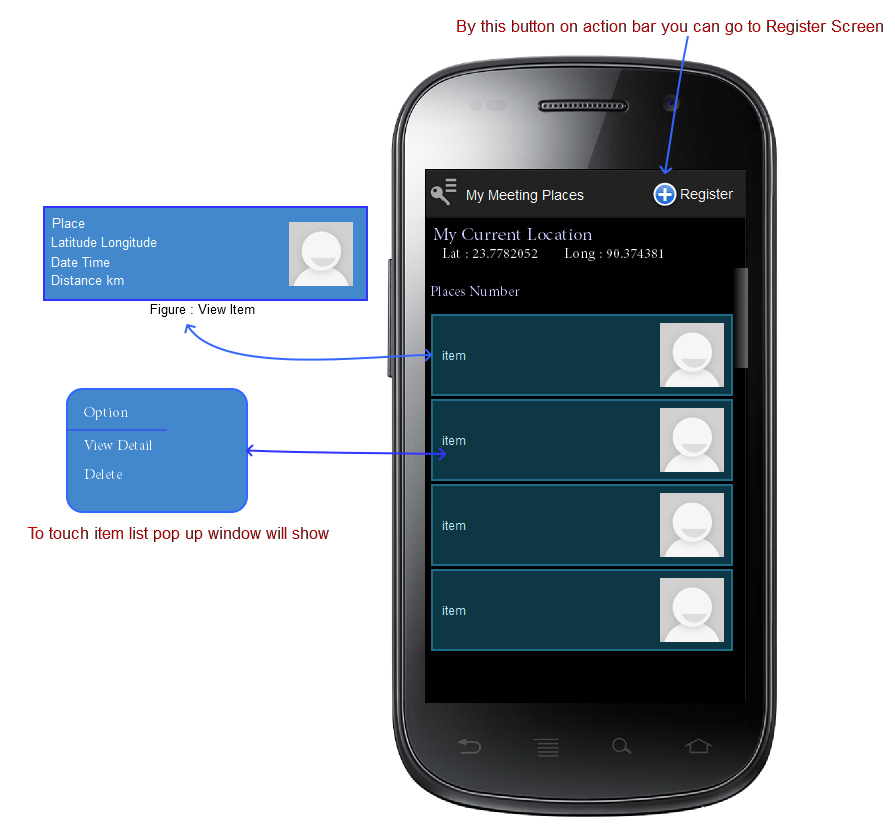 By this button on action bar you can go to Register Screen
My Meeting Places
Register
My Current Location
Lat : 23.7782052 Long : 90.374381
Places Number
item
item
item
item
Place
Latitude Longitude
Date Time
Distance km
Figure : View Item
Option
View Detail
Delete
To touch item list pop up window will show